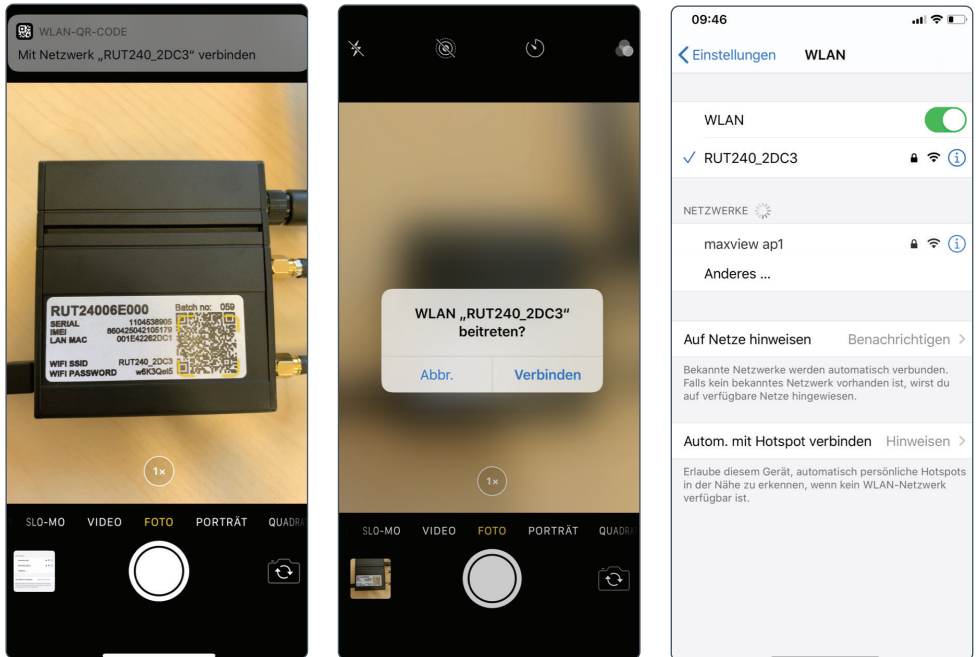 WLAN-QR-CODE
Mit Netzwerk „RUT240_2DC3“ verbinden
RUT24006E000 Batch no: 059
SERIAL 1104538905
IMEI 860425042105179
LAN MAC 001E42262DC1
WIFI SSID RUT240_2DC3
WIFI PASSWORD w6K3Qet5
1×
SLO-MO VIDEO FOTO PORTRÄT QUADRA
WLAN „RUT240_2DC3“
beitreten?
Abbr. Verbinden
1×
SLO-MO VIDEO FOTO PORTRÄT QUADRA
09:46
Einstellungen WLAN
WLAN
RUT240_2DC3
NETZWERKE
maxview ap1
Anderes ...
Auf Netze hinweisen Benachrichtigen
Bekannte Netzwerke werden automatisch verbunden.
Falls kein bekanntes Netzwerk vorhanden ist, wirst du
auf verfügbare Netze hingewiesen.
Autom. mit Hotspot verbinden Hinweisen
Erlaube diesem Gerät, automatisch persönliche Hotspots
in der Nähe zu erkennen, wenn kein WLAN-Netzwerk
verfügbar ist.